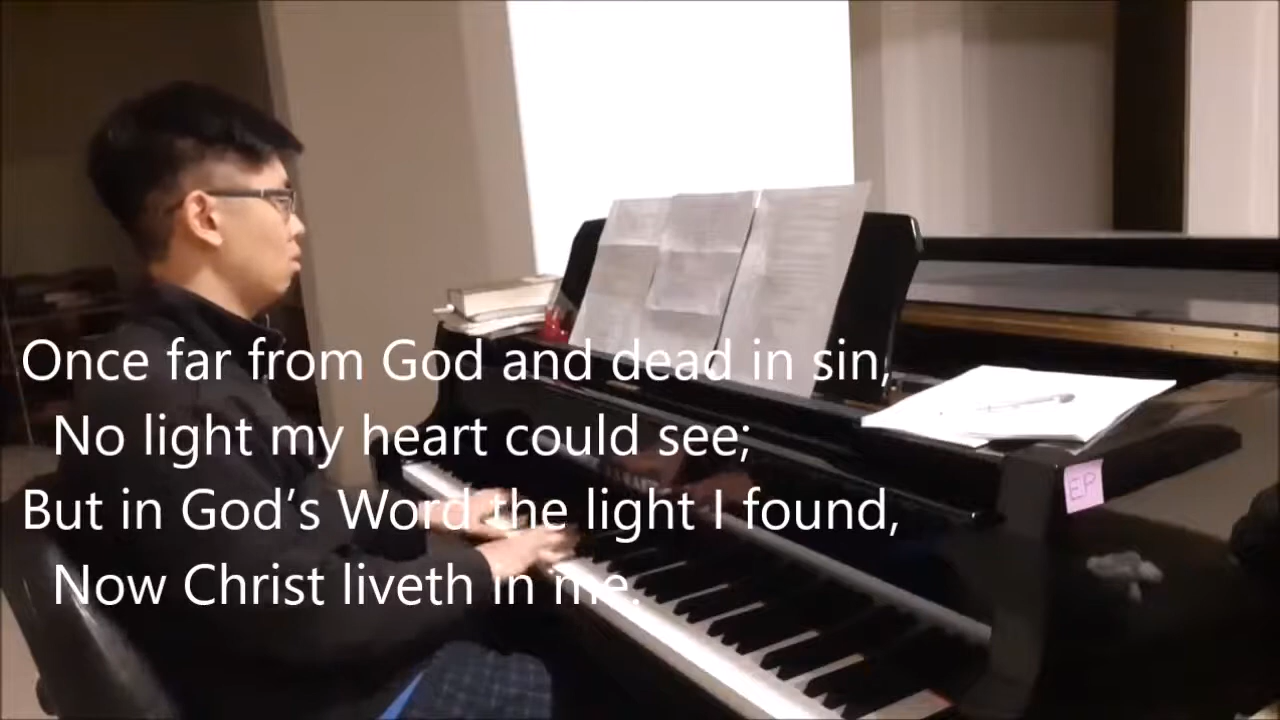 Once far from God and dead in sin,
No light my heart could see;
But in God’s Word the light I found,
Now Christ liveth in me.
EP